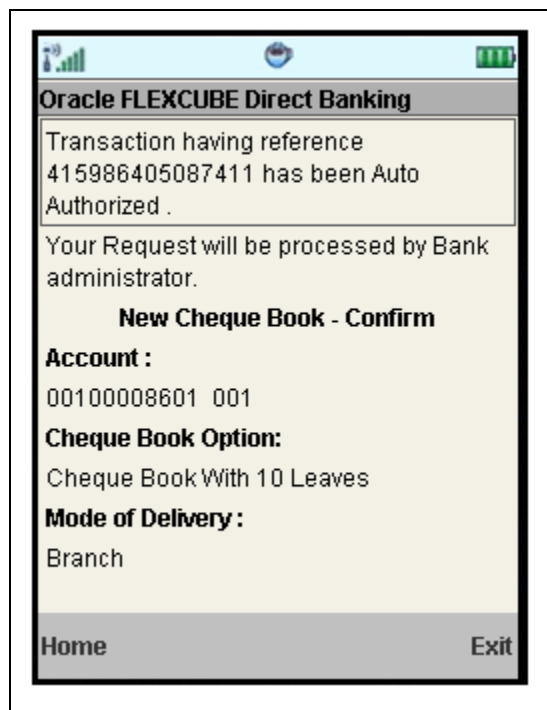 Oracle FLEXCUBE Direct Banking
Transaction having reference
415986405087411 has been Auto
Authorized .
Your Request will be processed by Bank
administrator.
New Cheque Book - Confirm
Account :
00100008601 001
Cheque Book Option:
Cheque Book With 10 Leaves
Mode of Delivery :
Branch
Home Exit